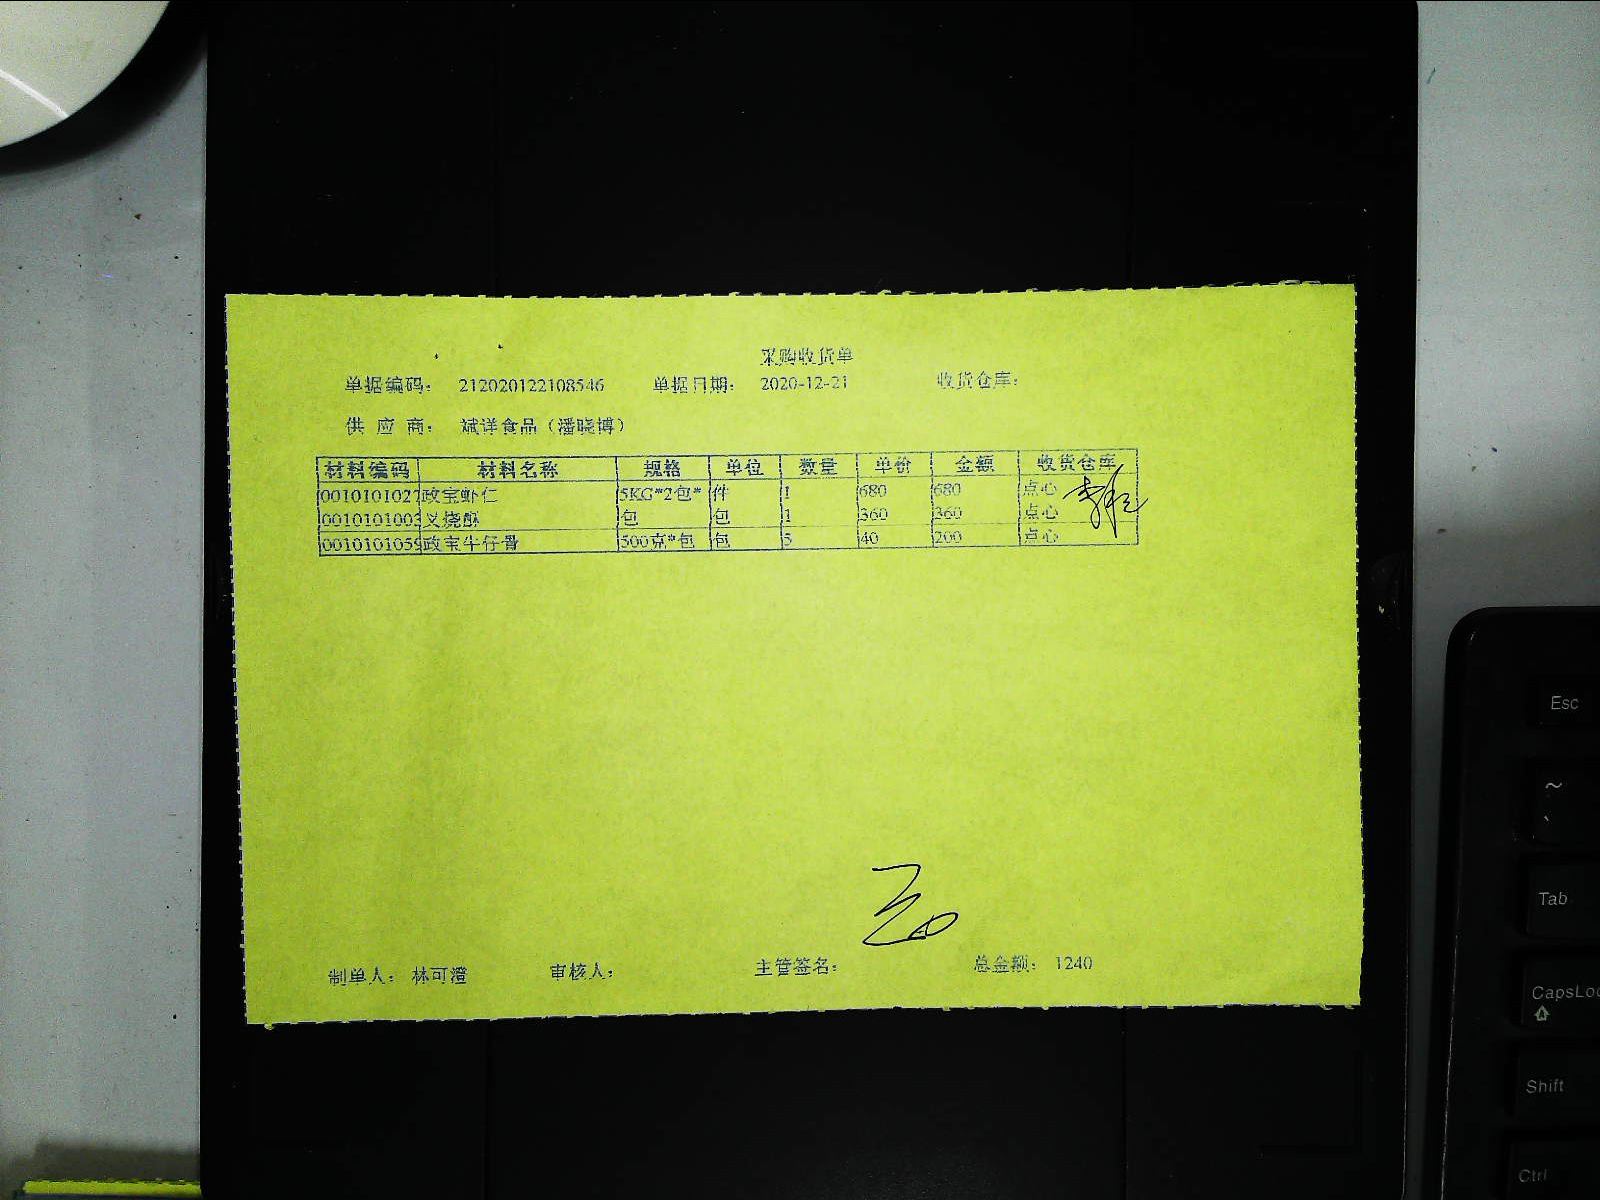 采购收货单
单据编码： 212020122108546 单据日期： 2020-12-21 收货仓库：
供 应 商： 斌洋食品（潘晓博）
材料编码 材料名称 规格 单位 数量 单价 金额 收货仓库
0010101027 政宝虾仁 5KG*2包* 件 1 680 680 点心
0010101003 叉烧酥 包 包 1 360 360 点心
0010101059 政宝牛仔骨 500克*包 包 5 40 200 点心
制单人： 林可澄 审核人： 主管签名： 总金额： 1240
Esc
~
、
Tab
CapsLoc
Shift
Ctrl